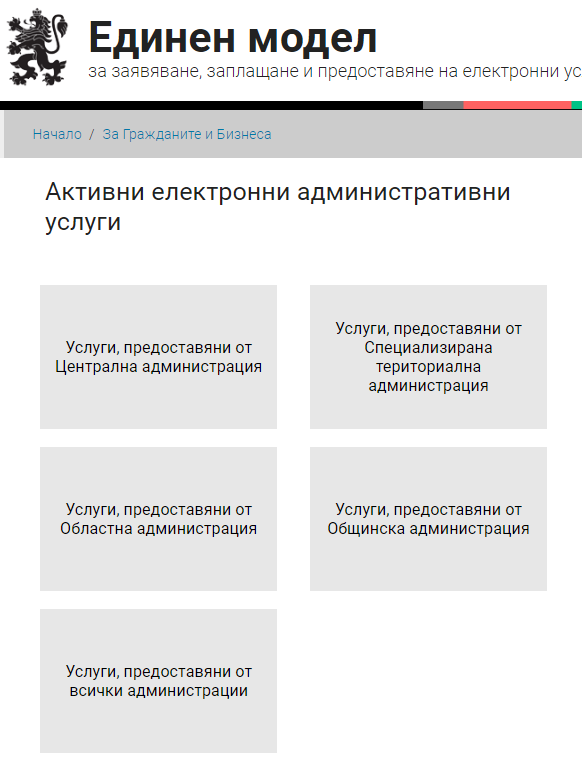 Единен модел
за заявяване, заплащане и предоставяне на електронни ус
Начало / За Гражданите и Бизнеса
Активни електронни административни
услуги
Услуги, предоставяни от
Централна администрация
Услуги, предоставяни от
Специализирана
териториална
администрация
Услуги, предоставяни от
Областна администрация
Услуги, предоставяни от
Общинска администрация
Услуги, предоставяни от
всички администрации